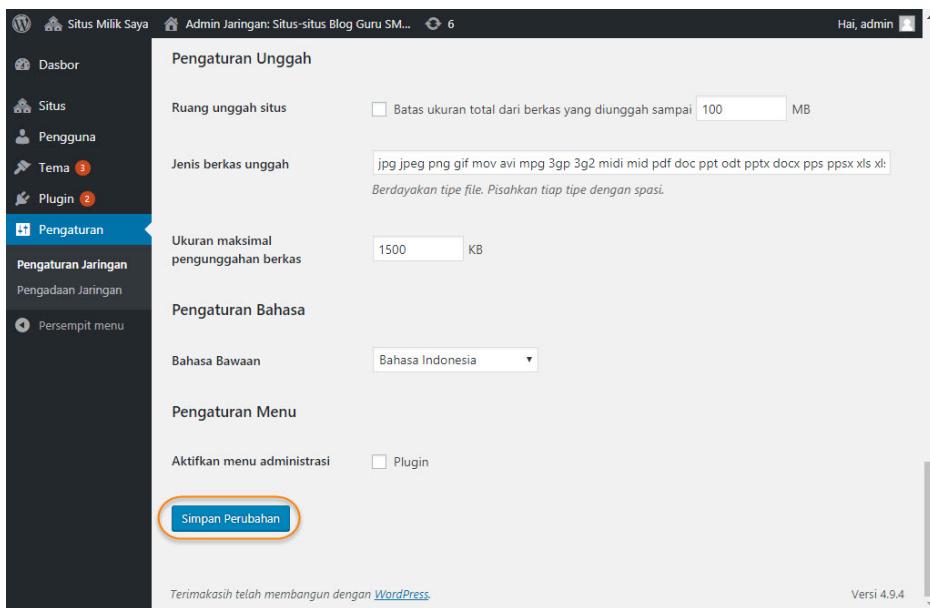 Situs Milik Saya Admin Jaringan: Situs-situs Blog Guru SM... 6 Hai, admin
Dasbor
Situs
Pengguna
Tema 3
Plugin 2
Pengaturan
Pengaturan Jaringan
Pengadaan Jaringan
Persempit menu
Pengaturan Unggah
Ruang unggah situs Batas ukuran total dari berkas yang diunggah sampai 100 MB
Jenis berkas unggah jpg jpeg png gif mov avi mpg 3gp 3g2 midi mid pdf doc ppt odt pptx docx pps ppsx xls
Berdayakan tipe file. Pisahkan tiap tipe dengan spasi.
Ukuran maksimal
pengunggahan berkas 1500 KB
Pengaturan Bahasa
Bahasa Bawaan Bahasa Indonesia
Pengaturan Menu
Aktifkan menu administrasi Plugin
Simpan Perubahan
Terimakasih telah membangun dengan WordPress. Versi 4.9.4